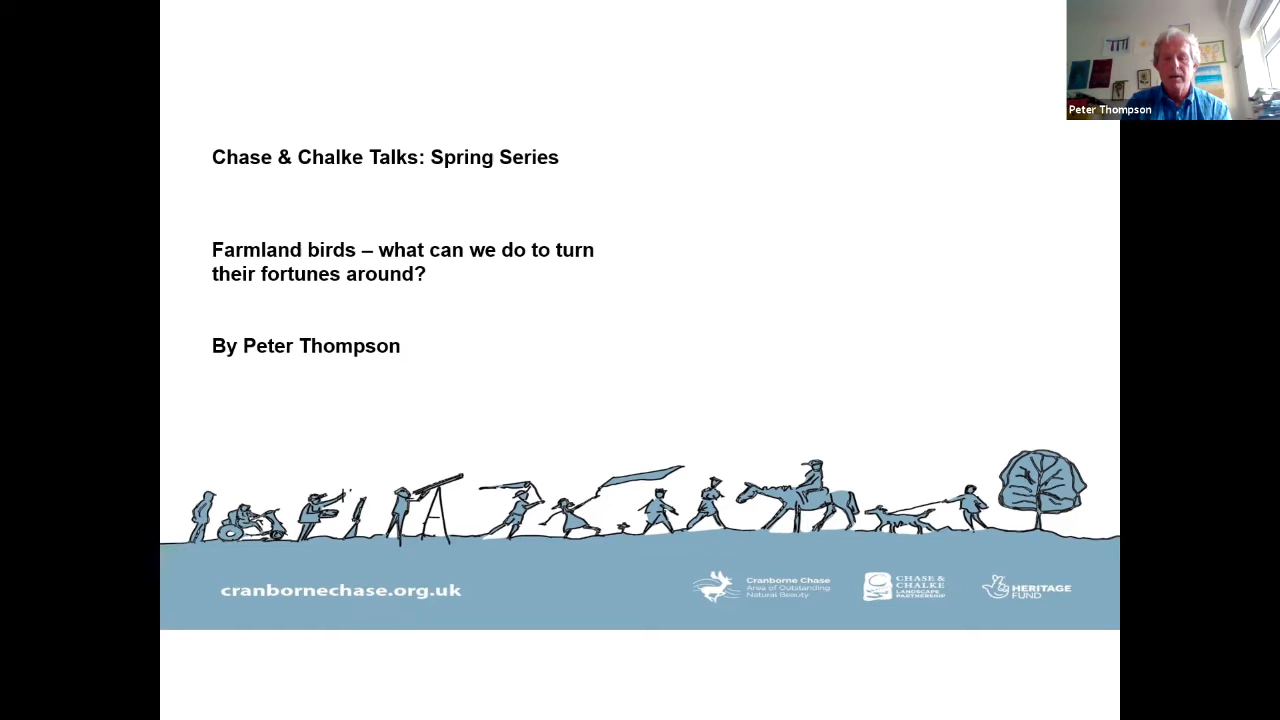 Peter Thompson
Chase & Chalke Talks: Spring Series
Farmland birds – what can we do to turn
their fortunes around?
By Peter Thompson
cranbornechase.org.uk
Cranborne Chase
Area of Outstanding
Natural Beauty
CHASE &
CHALKE
LANDSCAPE
PARTNERSHIP
HERITAGE
FUND